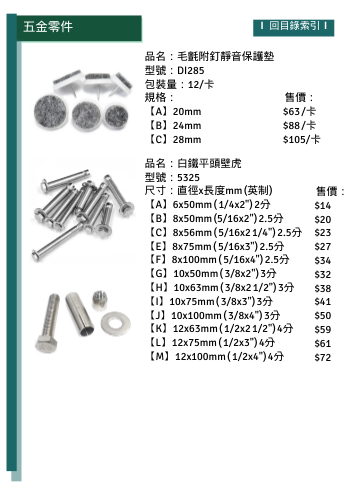 五金零件
回目錄索引
品名：毛氈附釘靜音保護墊
型號：DI285
包裝量：12/卡
規格： 售價：
【A】20mm $63/卡
【B】24mm $88/卡
【C】28mm $105/卡
品名：白鐵平頭壁虎
型號：5325
尺寸：直徑x長度mm(英制) 售價：
【A】6x50mm(1/4x2")2分 $14
【B】8x50mm(5/16x2")2.5分 $20
【C】8x56mm(5/16x2 1/4")2.5分 $23
【E】8x75mm(5/16x3")2.5分 $27
【F】8x100mm(5/16x4")2.5分 $34
【G】10x50mm(3/8x2")3分 $32
【H】10x63mm(3/8x2 1/2")3分 $38
【I】10x75mm(3/8x3")3分 $41
【J】10x100mm(3/8x4")3分 $50
【K】12x63mm(1/2x2 1/2")4分 $59
【L】12x75mm(1/2x3")4分 $61
【M】12x100mm(1/2x4")4分 $72